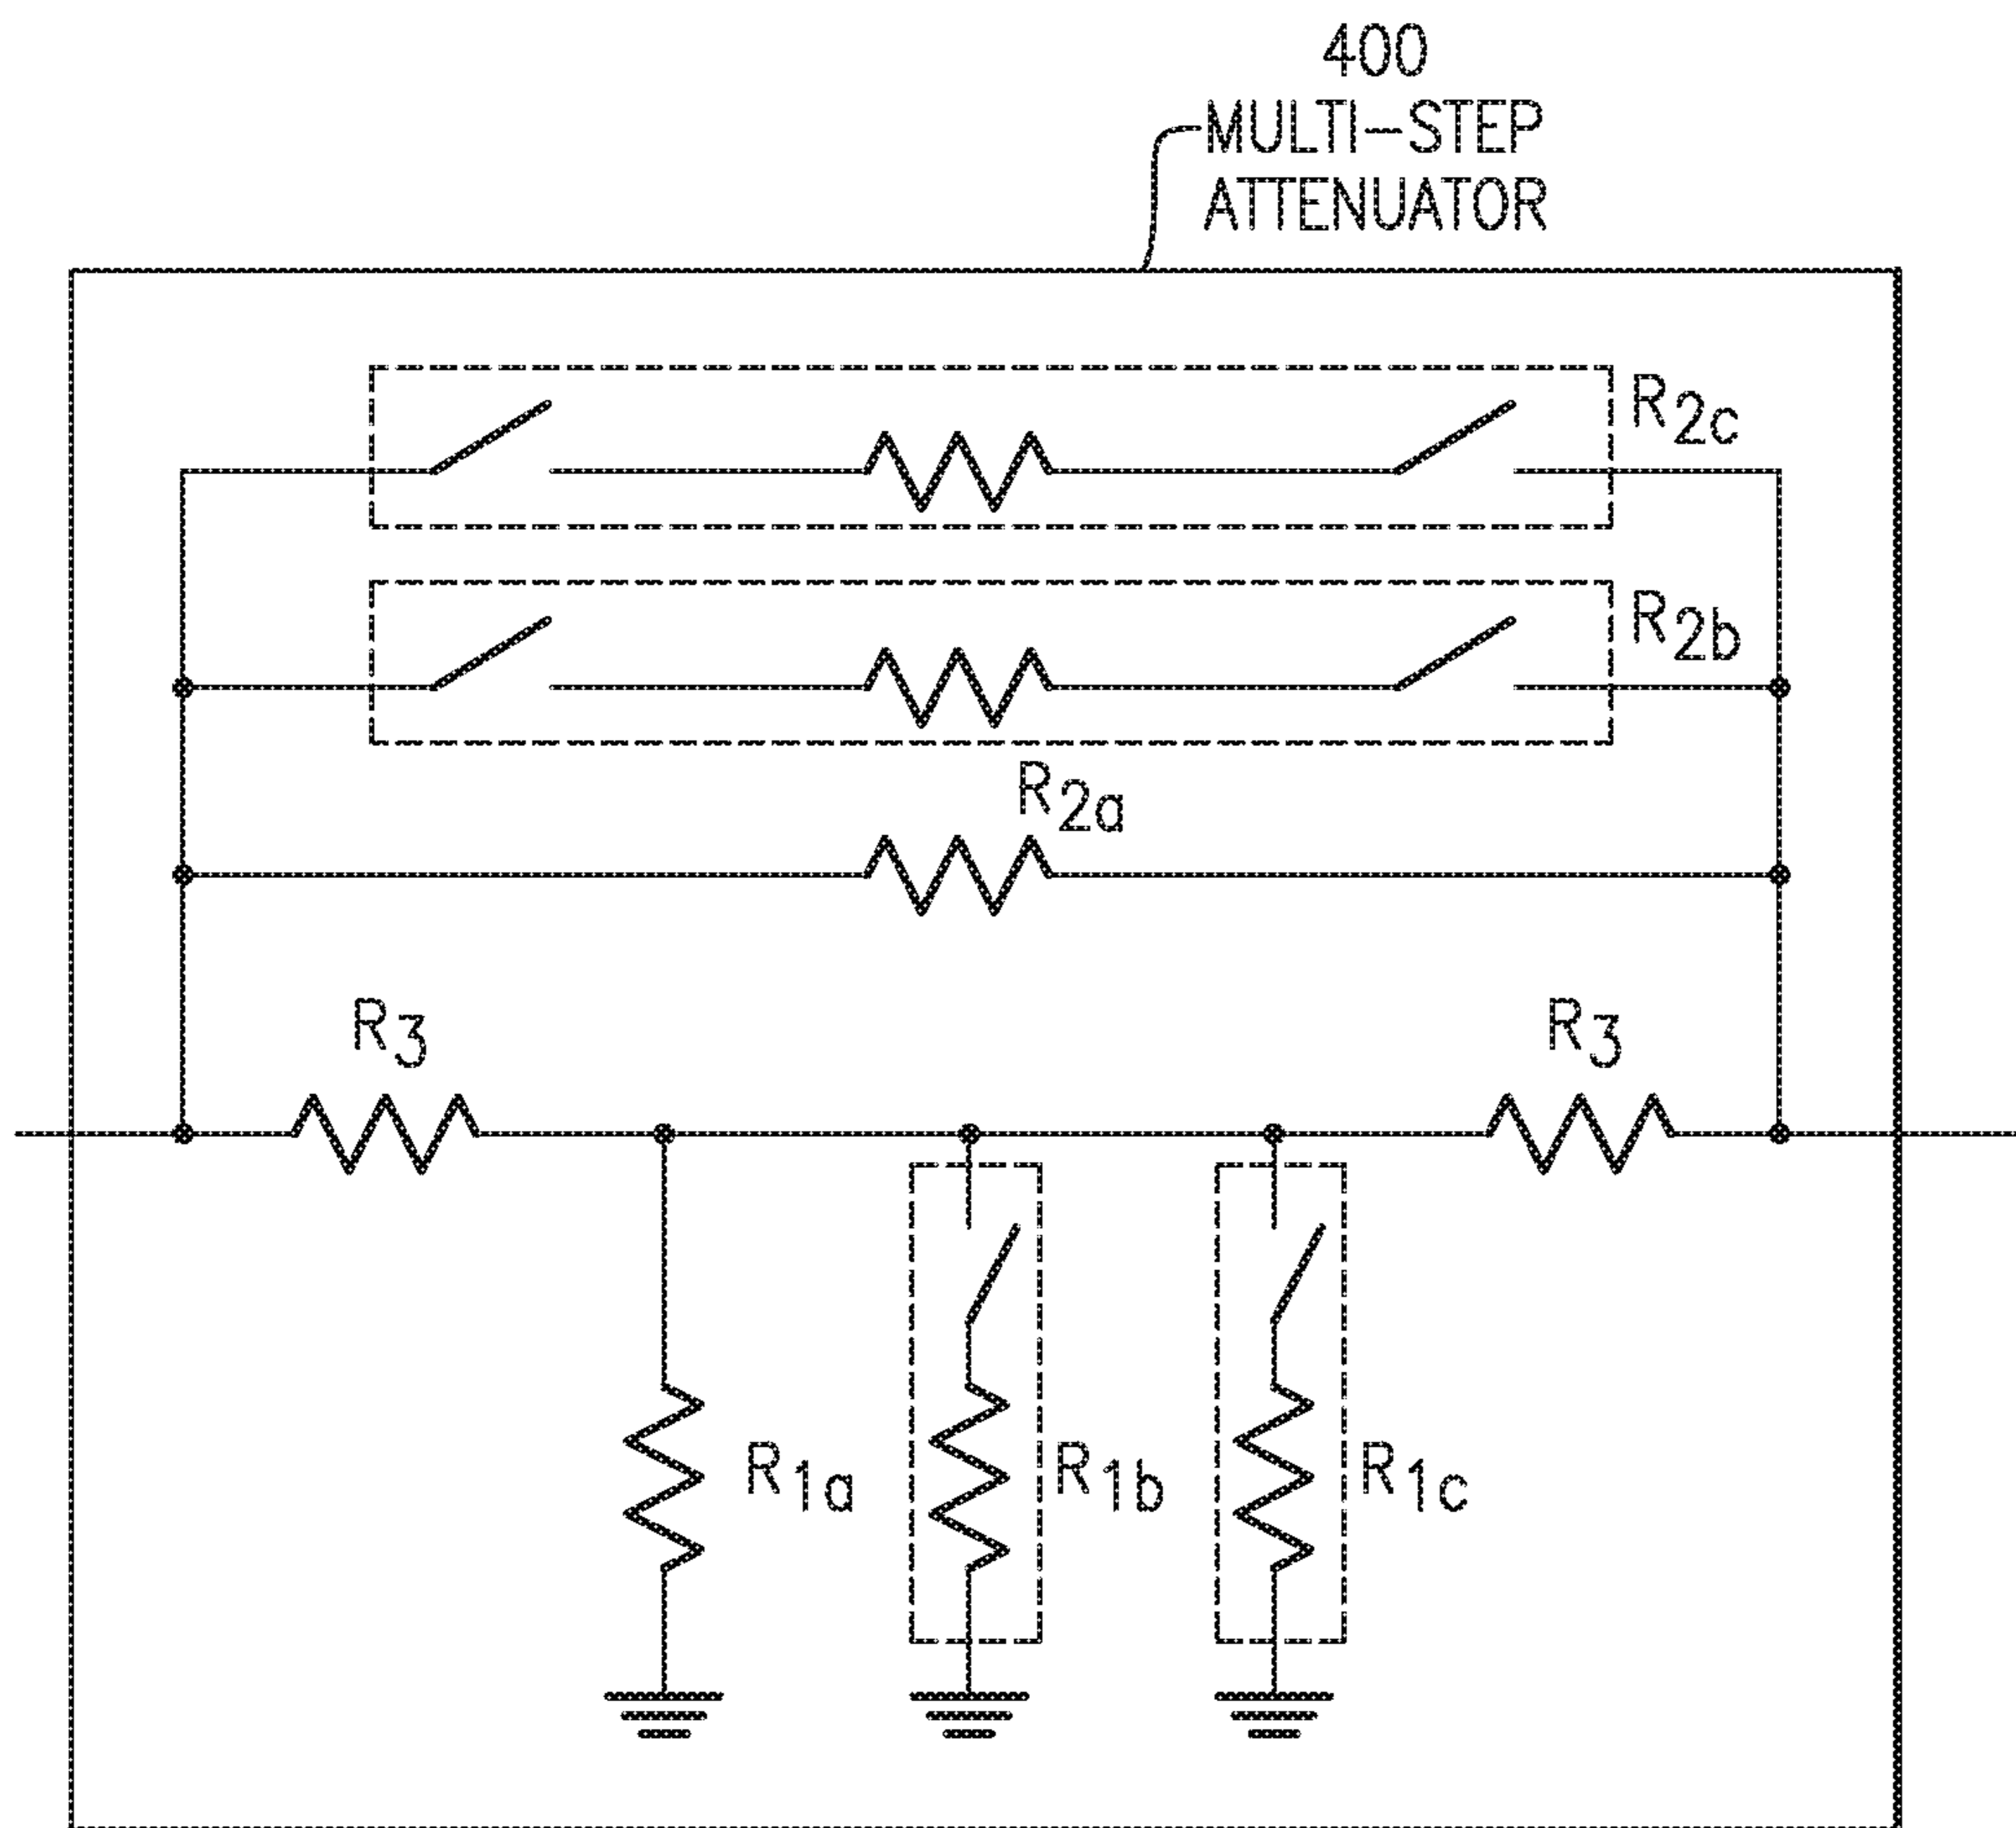 400
MULTI-STEP
ATTENUATOR
R2c
R2b
R2a
R3
R3
R1a
R1b
R1c